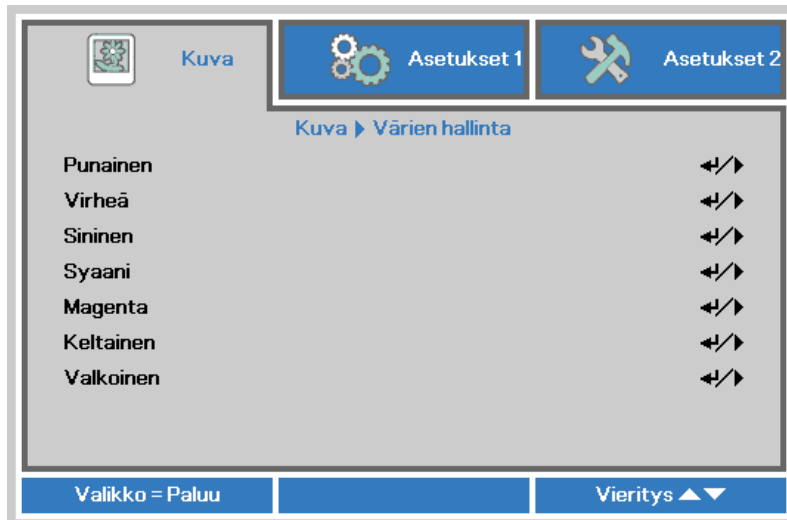 Kuva Asetukset 1 Asetukset 2
Kuva ▶ Värien hallinta
Punainen ↵/▶
Virheä ↵/▶
Sininen ↵/▶
Syaani ↵/▶
Magenta ↵/▶
Keltainen ↵/▶
Valkoinen ↵/▶
Valikko = Paluu Vieritys ▲▼